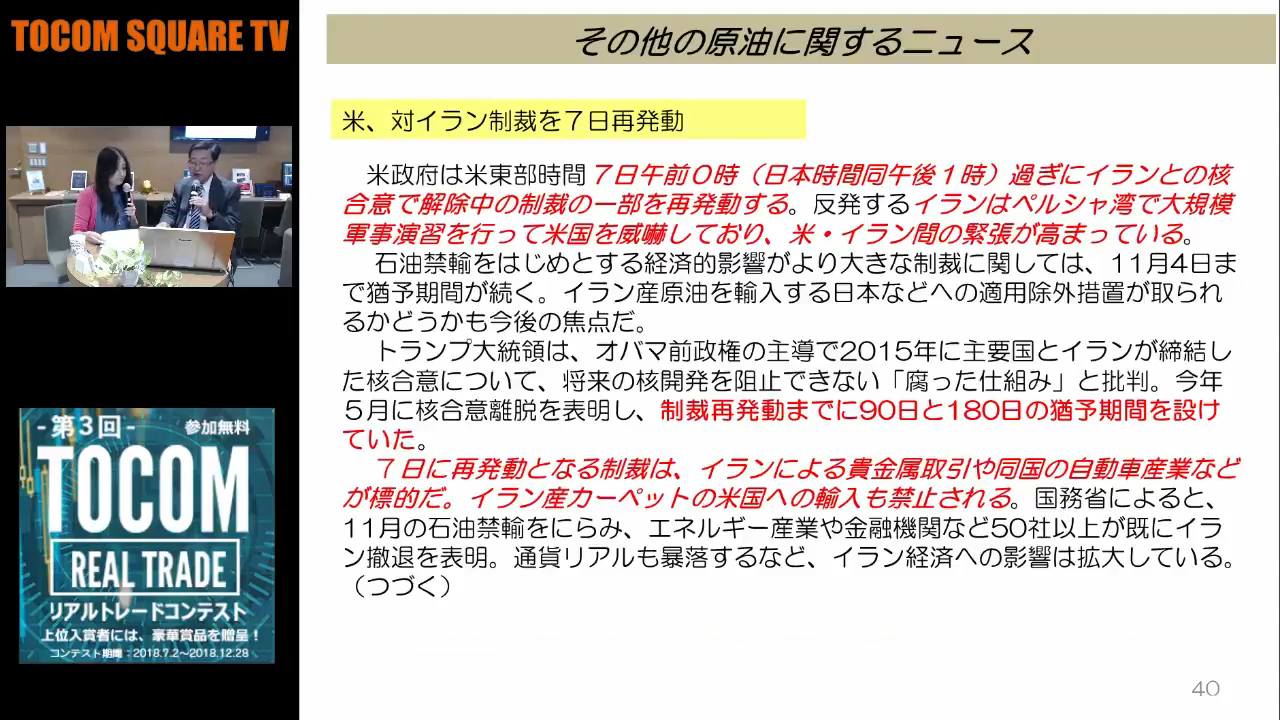 TOCOM SQUARE TV
その他の原油に関するニュース
米、対イラン制裁を７日再発動
米政府は米東部時間７日午前０時（日本時間同午後１時）過ぎにイランとの核
合意で解除中の制裁の一部を再発動する。反発するイランはペルシャ湾で大規模
軍事演習を行って米国を威嚇しており、米・イラン間の緊張が高まっている。
石油禁輸をはじめとする経済的影響がより大きな制裁に関しては、11月4日ま
で猶予期間が続く。イラン産原油を輸入する日本などへの適用除外措置が取られ
るかどうかも今後の焦点だ。
トランプ大統領は、オバマ前政権の主導で2015年に主要国とイランが締結し
た核合意について、将来の核開発を阻止できない「腐った仕組み」と批判。今年
５月に核合意離脱を表明し、制裁再発動までに90日と180日の猶予期間を設け
ていた。
７日に再発動となる制裁は、イランによる貴金属取引や同国の自動車産業など
が標的だ。イラン産カーペットの米国への輸入も禁止される。国務省によると、
11月の石油禁輸をにらみ、エネルギー産業や金融機関など50社以上が既にイラ
ン撤退を表明。通貨リアルも暴落するなど、イラン経済への影響は拡大している。
（つづく）
40
-第３回- 参加無料
TOCOM
REAL TRADE
リアルトレードコンテスト
上位入賞者には、豪華賞品を贈呈！
コンテスト期間：2018.7.2～2018.12.28